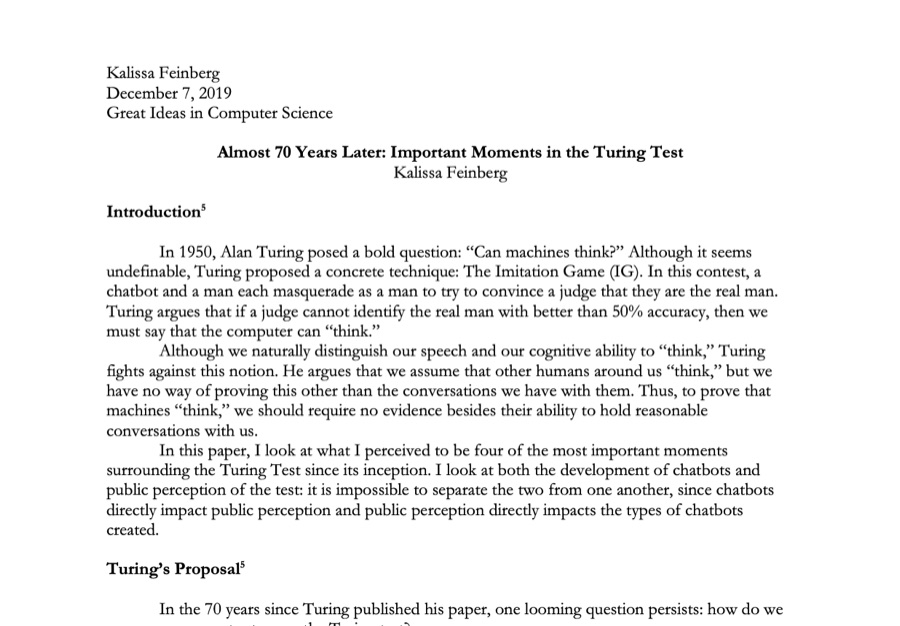 Kalissa Feinberg
December 7, 2019
Great Ideas in Computer Science
Almost 70 Years Later: Important Moments in the Turing Test
Kalissa Feinberg
Introduction⁵
In 1950, Alan Turing posed a bold question: “Can machines think?” Although it seems
undefinable, Turing proposed a concrete technique: The Imitation Game (IG). In this contest, a
chatbot and a man each masquerade as a man to try to convince a judge that they are the real man.
Turing argues that if a judge cannot identify the real man with better than 50% accuracy, then we
must say that the computer can “think.”
Although we naturally distinguish our speech and our cognitive ability to “think,” Turing
fights against this notion. He argues that we assume that other humans around us “think,” but we
have no way of proving this other than the conversations we have with them. Thus, to prove that
machines “think,” we should require no evidence besides their ability to hold reasonable
conversations with us.
In this paper, I look at what I perceived to be four of the most important moments
surrounding the Turing Test since its inception. I look at both the development of chatbots and
public perception of the test: it is impossible to separate the two from one another, since chatbots
directly impact public perception and public perception directly impacts the types of chatbots
created.
Turing’s Proposal⁵
In the 70 years since Turing published his paper, one looming question persists: how do we